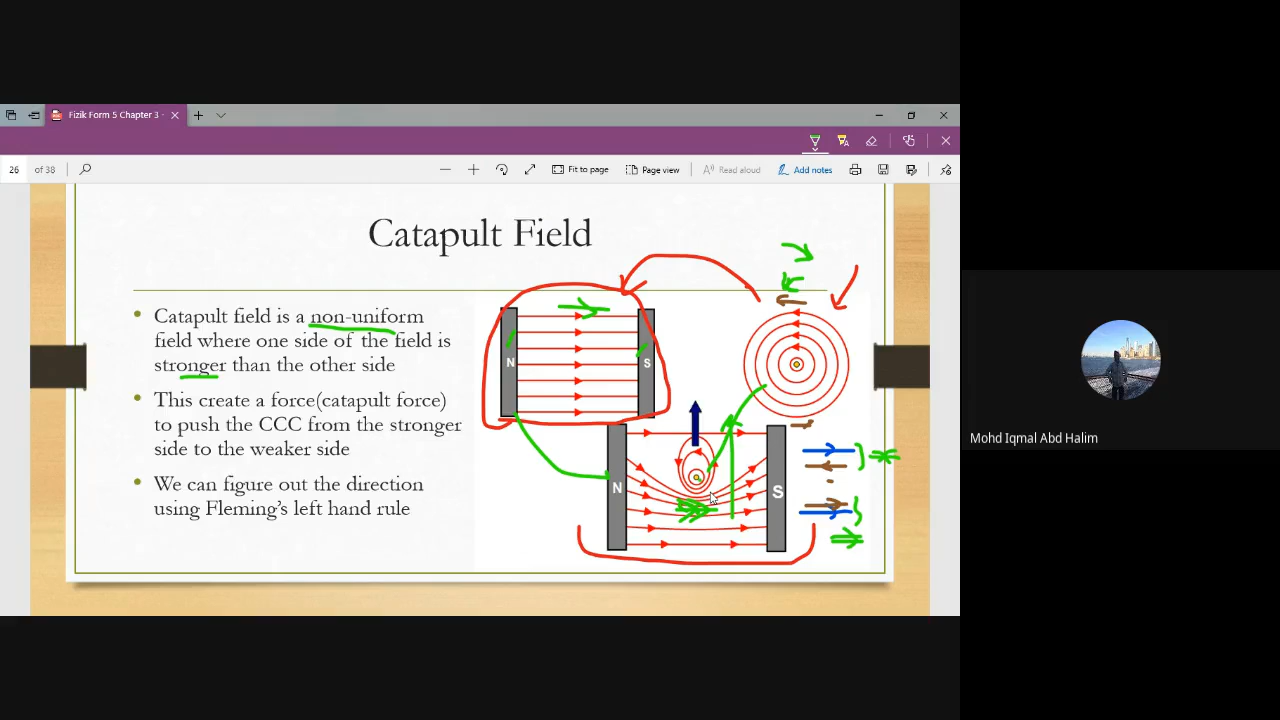 Fizik Form 5 Chapter 3 -
26 of 38
Fit to page
Page view
Read aloud
Add notes
Catapult Field
• Catapult field is a non-uniform
field where one side of the field is
stronger than the other side
• This create a force(catapult force)
to push the CCC from the stronger
side to the weaker side
• We can figure out the direction
using Fleming's left hand rule
N
S
N
S
Mohd Iqmal Abd Halim